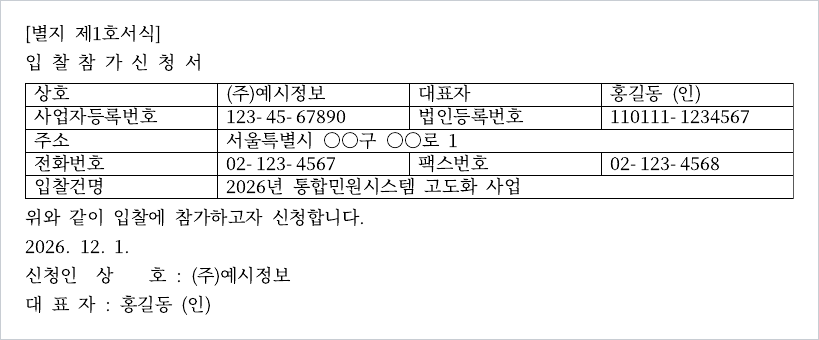 [별지 제1호서식]
입 찰 참 가 신 청 서
상호 (주)예시정보 대표자 홍길동 (인)
사업자등록번호 123-45-67890 법인등록번호 110111-1234567
주소 서울특별시 〇〇구 〇〇로 1
전화번호 02-123-4567 팩스번호 02-123-4568
입찰건명 2026년 통합민원시스템 고도화 사업
위와 같이 입찰에 참가하고자 신청합니다.
2026. 12. 1.
신청인 상 호 : (주)예시정보
대 표 자 : 홍길동 (인)